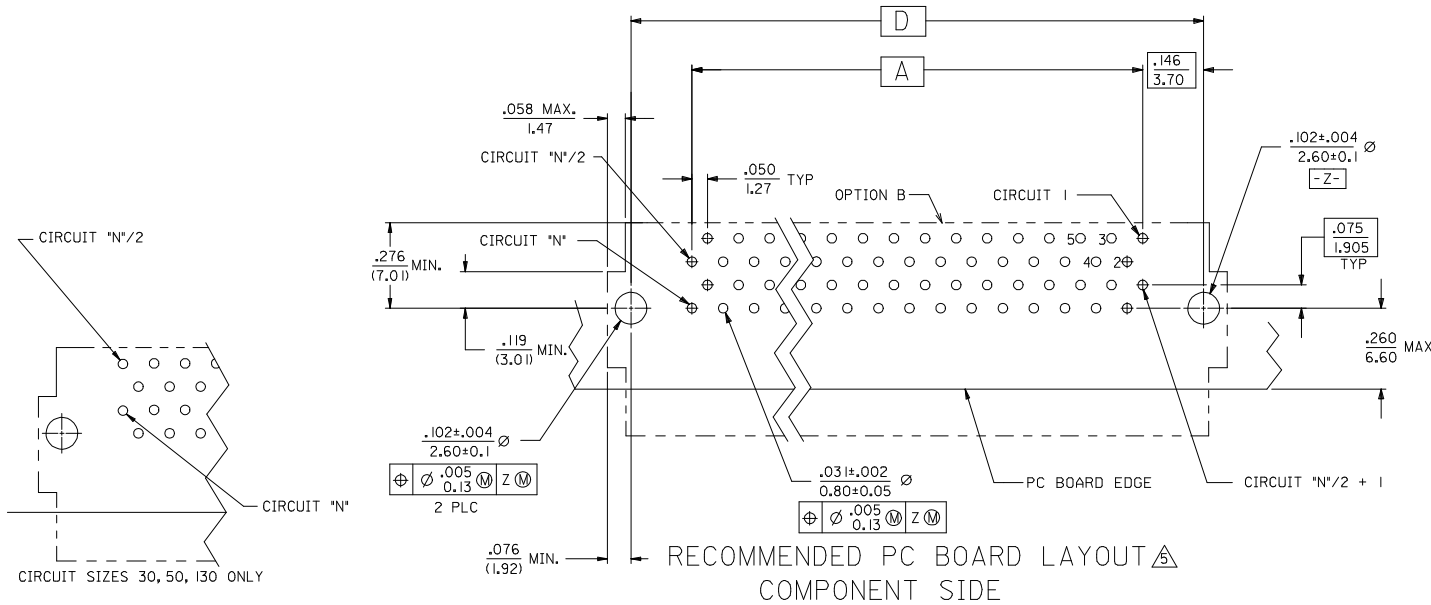 D
A
.146
3.70
.058 MAX.
1.47
CIRCUIT "N"/2
.050
1.27 TYP
OPTION B
CIRCUIT 1
.102±.004
2.60±0.1 Ø
-Z-
CIRCUIT "N"/2
CIRCUIT "N"
5 3
4 2
.075
1.905
TYP
.276
(7.01) MIN.
.119
(3.01) MIN.
.260
6.60 MAX
.102±.004
2.60±0.1 Ø
⌖ Ø .005 Ⓜ Z Ⓜ
0.13
2 PLC
.031±.002
0.80±0.05 Ø
⌖ Ø .005 Ⓜ Z Ⓜ
0.13
PC BOARD EDGE
CIRCUIT "N"/2 + 1
CIRCUIT "N"
.076
(1.92) MIN.
CIRCUIT SIZES 30, 50, 130 ONLY
RECOMMENDED PC BOARD LAYOUT 5
COMPONENT SIDE